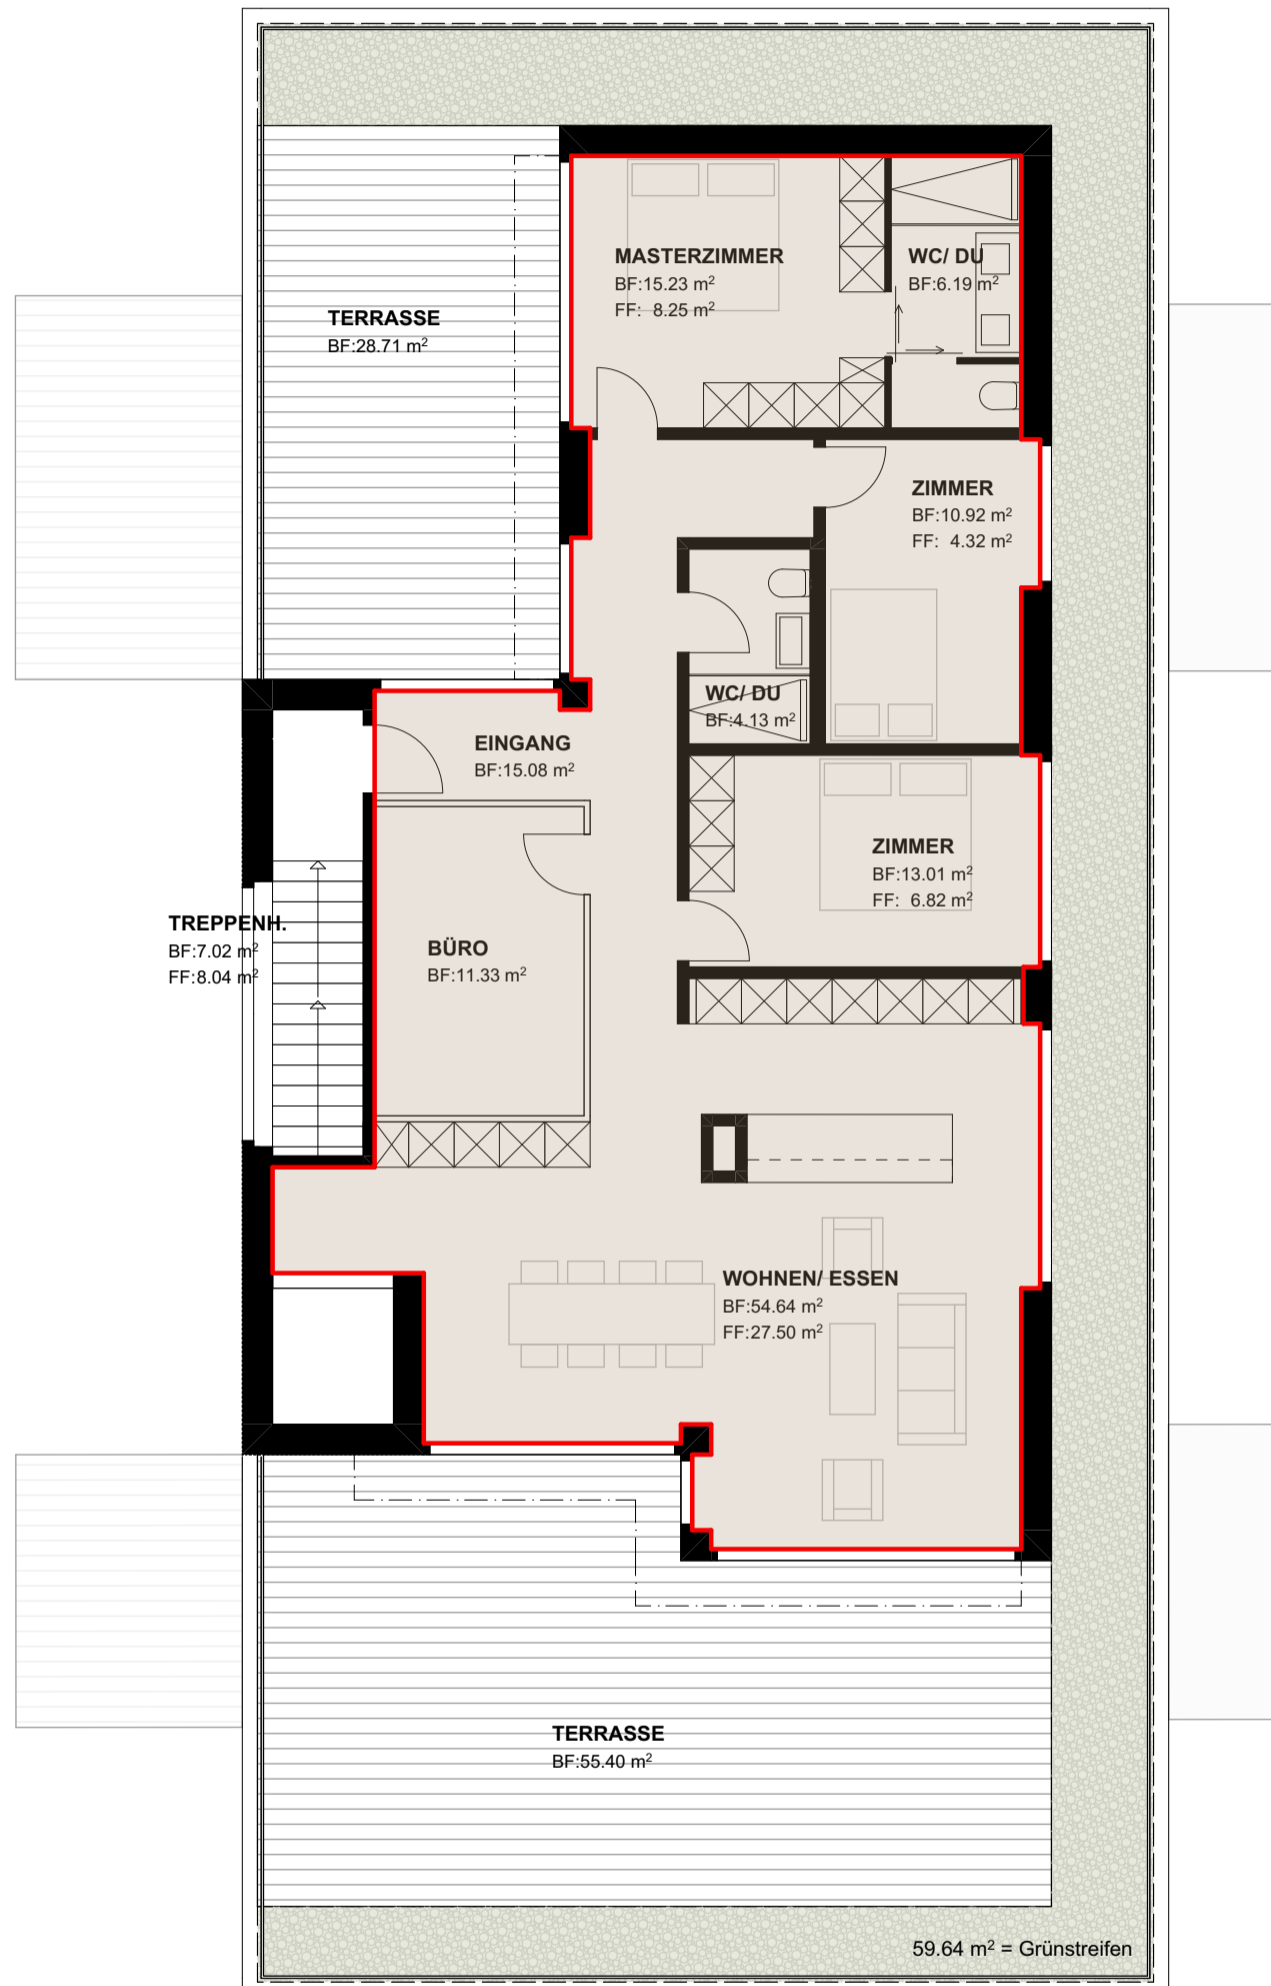 MASTERZIMMER
BF:15.23 m²
FF: 8.25 m²
WC/ DU
BF:6.19 m²
TERRASSE
BF:28.71 m²
ZIMMER
BF:10.92 m²
FF: 4.32 m²
WC/ DU
BF:4.13 m²
EINGANG
BF:15.08 m²
ZIMMER
BF:13.01 m²
FF: 6.82 m²
TREPPENH.
BF:7.02 m²
FF:8.04 m²
BÜRO
BF:11.33 m²
WOHNEN/ ESSEN
BF:54.64 m²
FF:27.50 m²
TERRASSE
BF:55.40 m²
59.64 m² = Grünstreifen